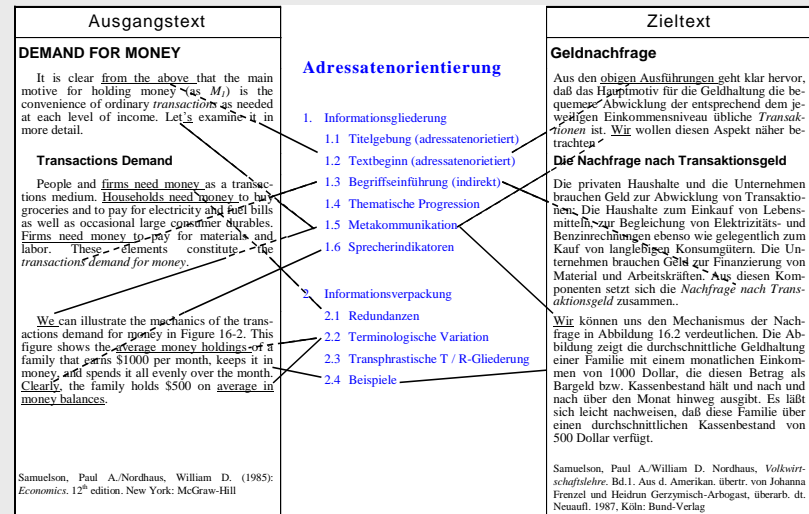 Ausgangstext
DEMAND FOR MONEY
It is clear from the above that the main
motive for holding money (as M1) is the
convenience of ordinary transactions as needed
at each level of income. Let's examine it in
more detail.
Transactions Demand
People and firms need money as a transac-
tions medium. Households need money to buy
groceries and to pay for electricity and fuel bills
as well as occasional large consumer durables.
Firms need money to pay for materials and
labor. These elements constitute the
transactions demand for money.
We can illustrate the mechanics of the trans-
actions demand for money in Figure 16-2. This
figure shows the average money holdings of a
family that earns $1000 per month, keeps it in
money, and spends it all evenly over the month.
Clearly, the family holds $500 on average in
money balances.
Samuelson, Paul A./Nordhaus, William D. (1985):
Economics. 12th edition. New York: McGraw-Hill
Adressatenorientierung
1. Informationsgliederung
1.1 Titelgebung (adressatenorietiert)
1.2 Textbeginn (adressatenorietiert)
1.3 Begriffseinführung (indirekt)
1.4 Thematische Progression
1.5 Metakommunikation
1.6 Sprecherindikatoren
2. Informationsverpackung
2.1 Redundanzen
2.2 Terminologische Variation
2.3 Transphrastische T / R-Gliederung
2.4 Beispiele
Zieltext
Geldnachfrage
Aus den obigen Ausführungen geht klar hervor,
daß das Hauptmotiv für die Geldhaltung die be-
quemere Abwicklung der entsprechend dem je-
weiligen Einkommensniveau übliche Transak-
tionen ist. Wir wollen diesen Aspekt näher be-
trachten
Die Nachfrage nach Transaktionsgeld
Die privaten Haushalte und die Unternehmen
brauchen Geld zur Abwicklung von Transaktio-
nen. Die Haushalte zum Einkauf von Lebens-
mitteln, zur Begleichung von Elektrizitäts- und
Benzinrechnungen ebenso wie gelegentlich zum
Kauf von langlebigen Konsumgütern. Die Un-
ternehmen brauchen Geld zur Finanzierung von
Material und Arbeitskräften. Aus diesen Kom-
ponenten setzt sich die Nachfrage nach Trans-
aktionsgeld zusammen..
Wir können uns den Mechanismus der Nach-
frage in Abbildung 16.2 verdeutlichen. Die Ab-
bildung zeigt die durchschnittliche Geldhaltung
einer Familie mit einem monatlichen Einkom-
men von 1000 Dollar, die diesen Betrag als
Bargeld bzw. Kassenbestand hält und nach und
nach über den Monat hinweg ausgibt. Es läßt
sich leicht nachweisen, daß diese Familie über
einen durchschnittlichen Kassenbestand von
500 Dollar verfügt.
Samuelson, Paul A./William D. Nordhaus, Volkwirt-
schaftslehre. Bd.1. Aus d. Amerikan. übertr. von Johanna
Frenzel und Heidrun Gerzymisch-Arbogast, überarb. dt.
Neuaufl. 1987, Köln: Bund-Verlag